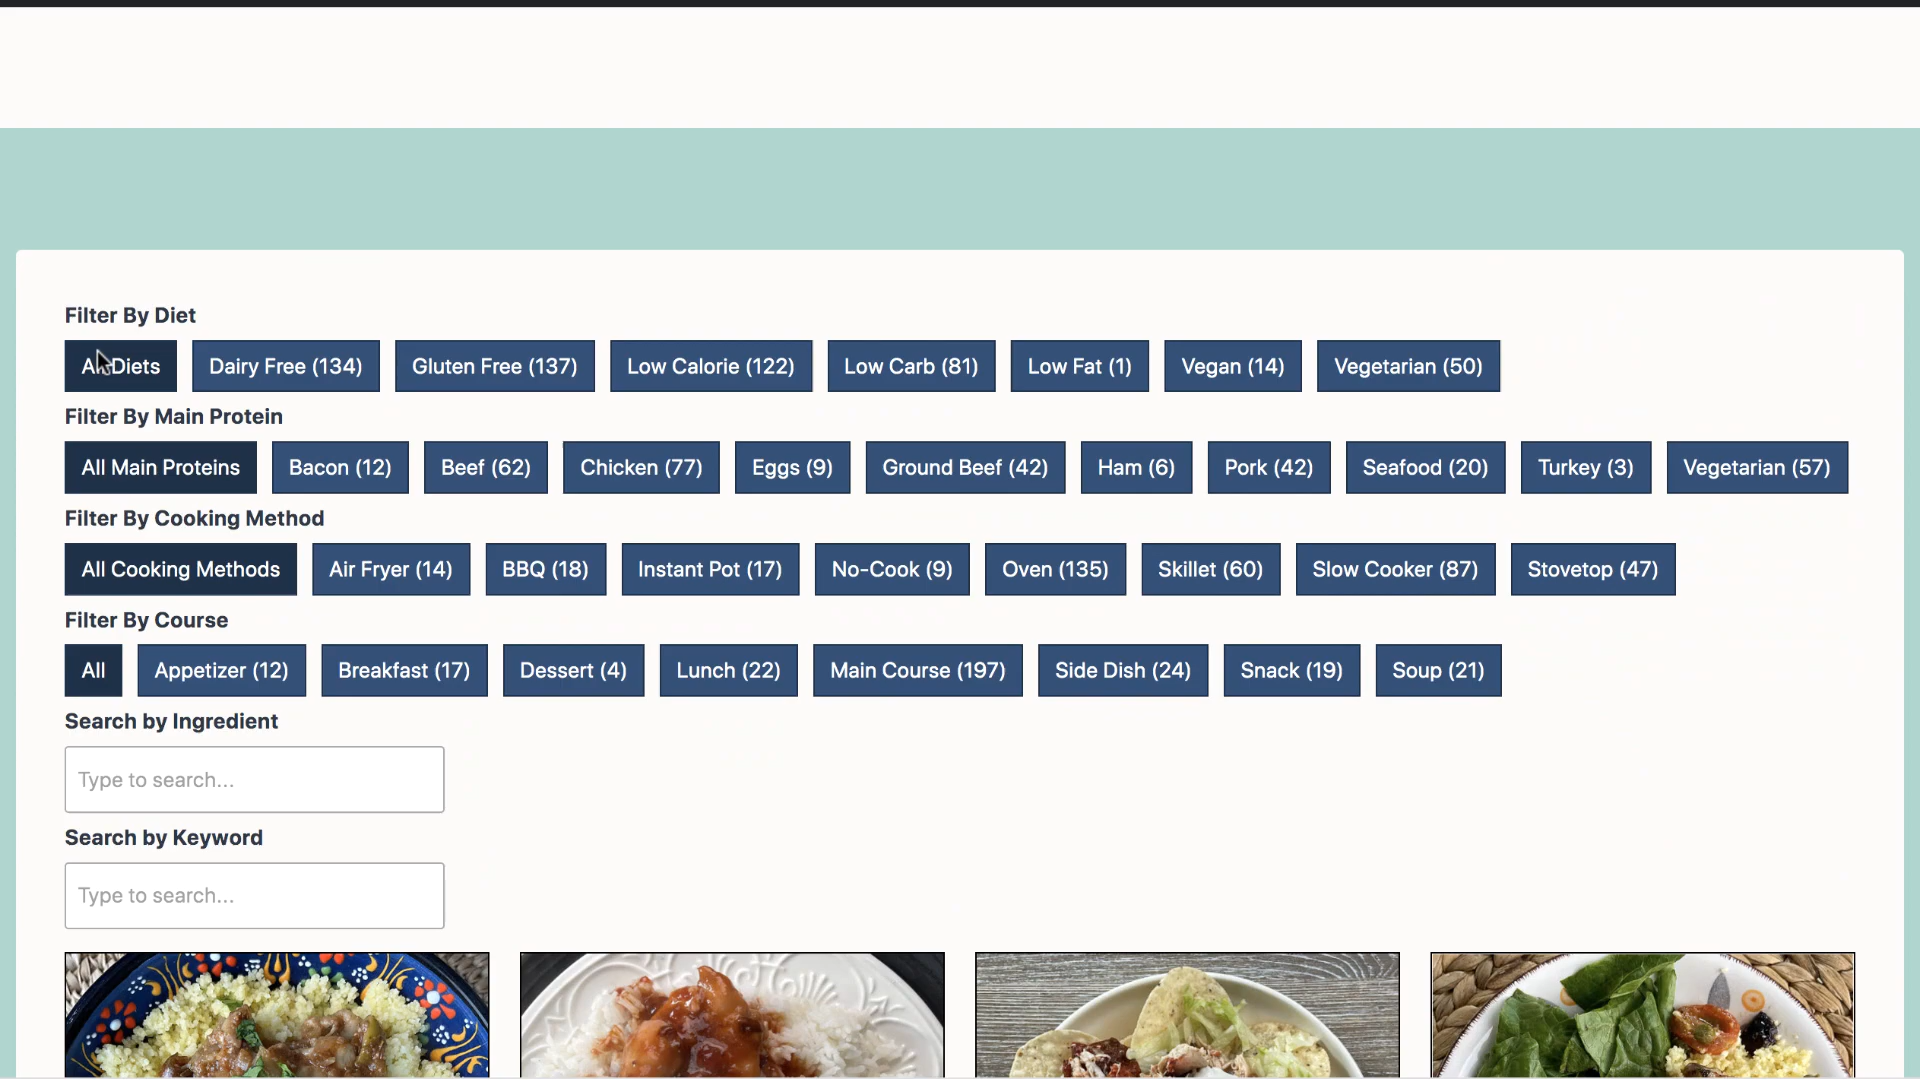 Filter By Diet
All Diets Dairy Free (134) Gluten Free (137) Low Calorie (122) Low Carb (81) Low Fat (1) Vegan (14) Vegetarian (50)
Filter By Main Protein
All Main Proteins Bacon (12) Beef (62) Chicken (77) Eggs (9) Ground Beef (42) Ham (6) Pork (42) Seafood (20) Turkey (3) Vegetarian (57)
Filter By Cooking Method
All Cooking Methods Air Fryer (14) BBQ (18) Instant Pot (17) No-Cook (9) Oven (135) Skillet (60) Slow Cooker (87) Stovetop (47)
Filter By Course
All Appetizer (12) Breakfast (17) Dessert (4) Lunch (22) Main Course (197) Side Dish (24) Snack (19) Soup (21)
Search by Ingredient
Type to search...
Search by Keyword
Type to search...